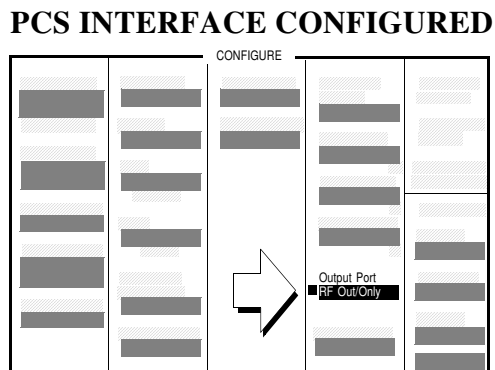 PCS INTERFACE CONFIGURED
CONFIGURE
Output Port
RF Out/Only